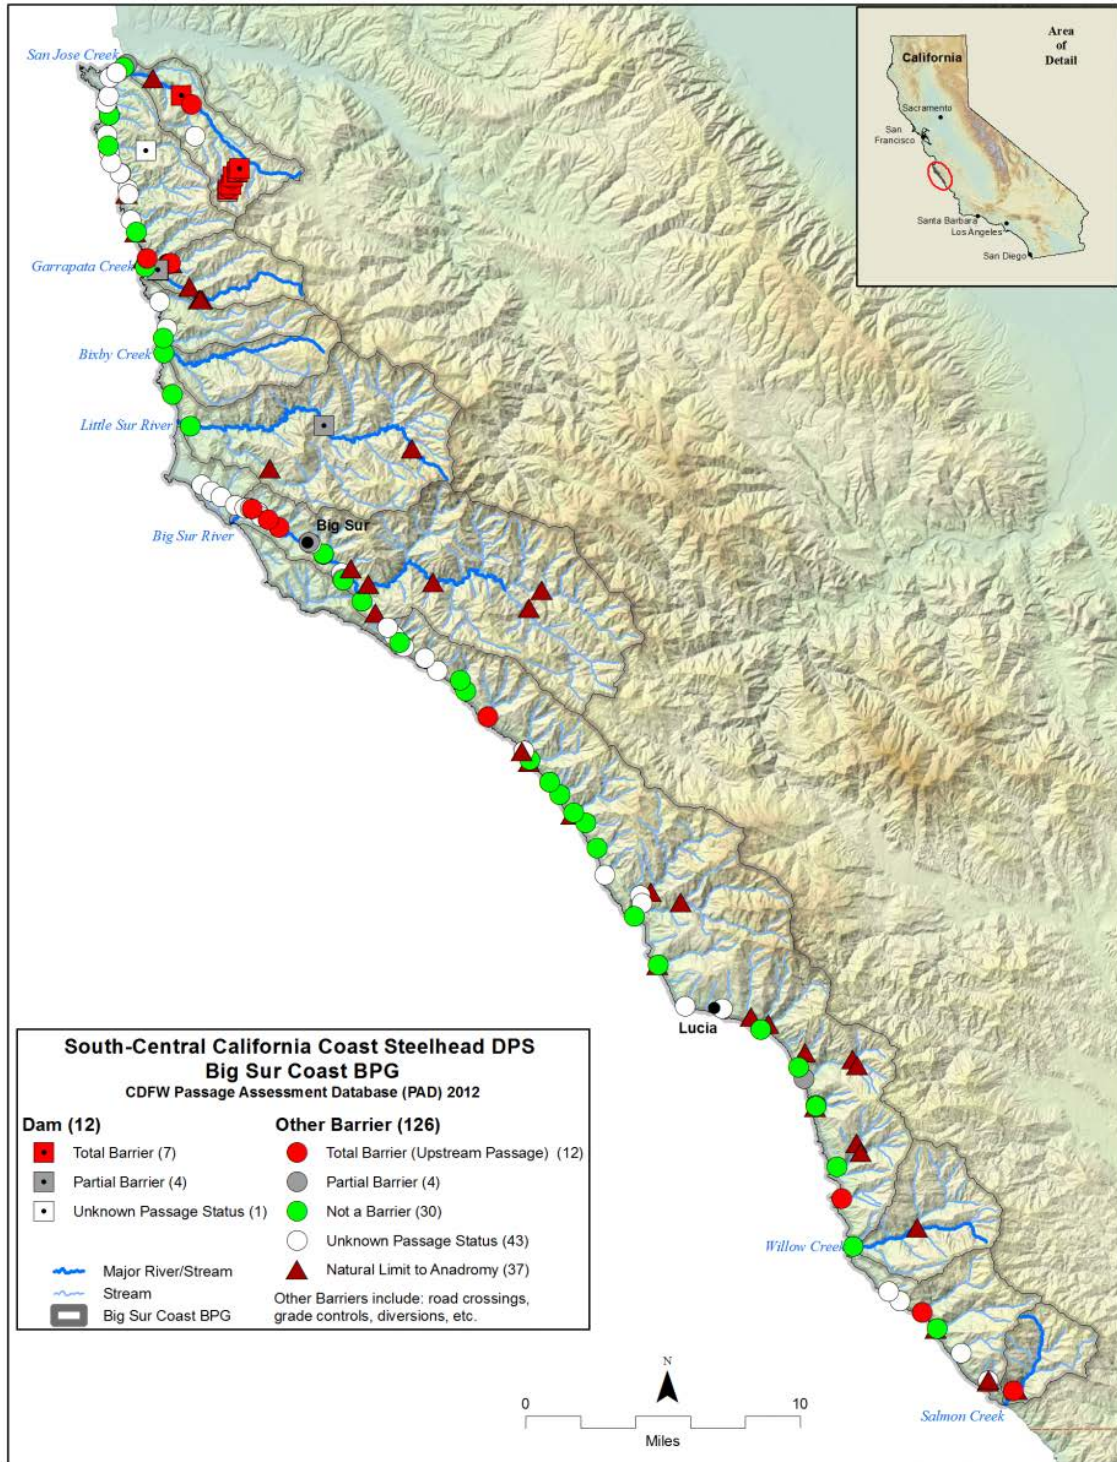 San Jose Creek
Garrapata Creek
Bixby Creek
Little Sur River
Big Sur River
Big Sur
Lucia
Willow Creek
Salmon Creek
Area
of
Detail
California
Sacramento
San
Francisco
Santa Barbara
Los Angeles
San Diego
South-Central California Coast Steelhead DPS
Big Sur Coast BPG
CDFW Passage Assessment Database (PAD) 2012
Dam (12)
Total Barrier (7)
Partial Barrier (4)
Unknown Passage Status (1)
Major River/Stream
Stream
Big Sur Coast BPG
Other Barrier (126)
Total Barrier (Upstream Passage) (12)
Partial Barrier (4)
Not a Barrier (30)
Unknown Passage Status (43)
Natural Limit to Anadromy (37)
Other Barriers include: road crossings,
grade controls, diversions, etc.
N
0 10
Miles